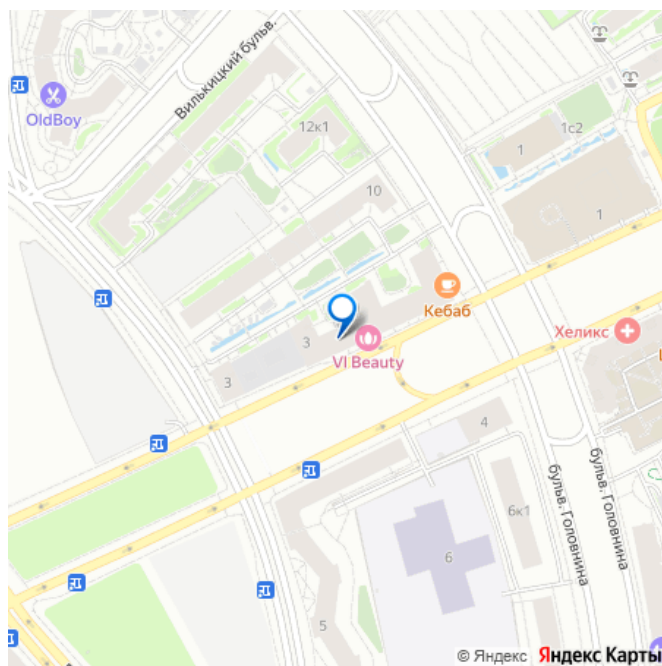 Вилькицкий бульв.
OldBoy
12к1
1с2
1
10
1
Кебаб
Хеликс
3
VI Beauty
3
4
бульв. Головнина
бульв. Головнина
6к1
6
5
© Яндекс Яндекс Карты